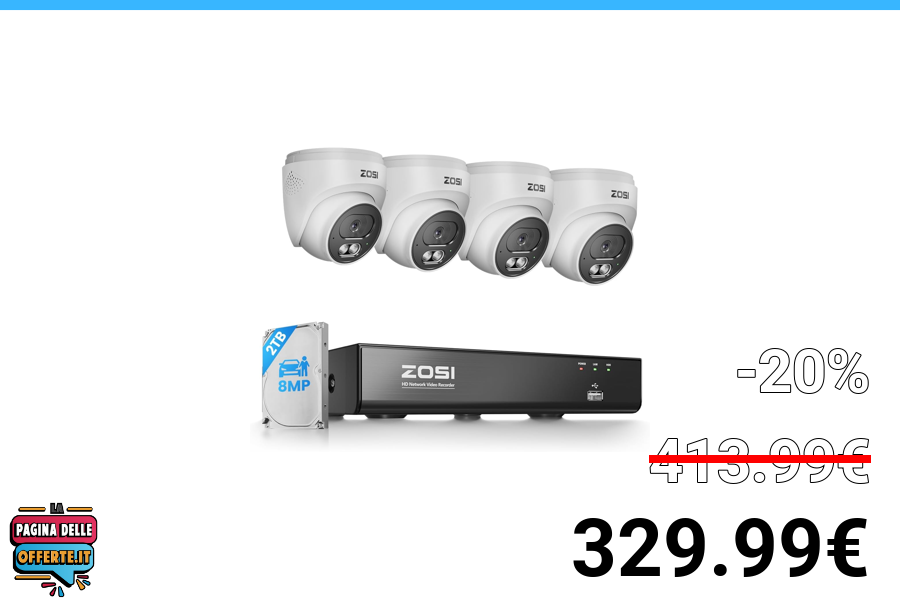 ZOSI
ZOSI
ZOSI
ZOSI
2TB
8MP
ZOSI
HD Network Video Recorder
-20%
413.99€
329.99€
LA
PAGINA DELLE
OFFERTE.IT